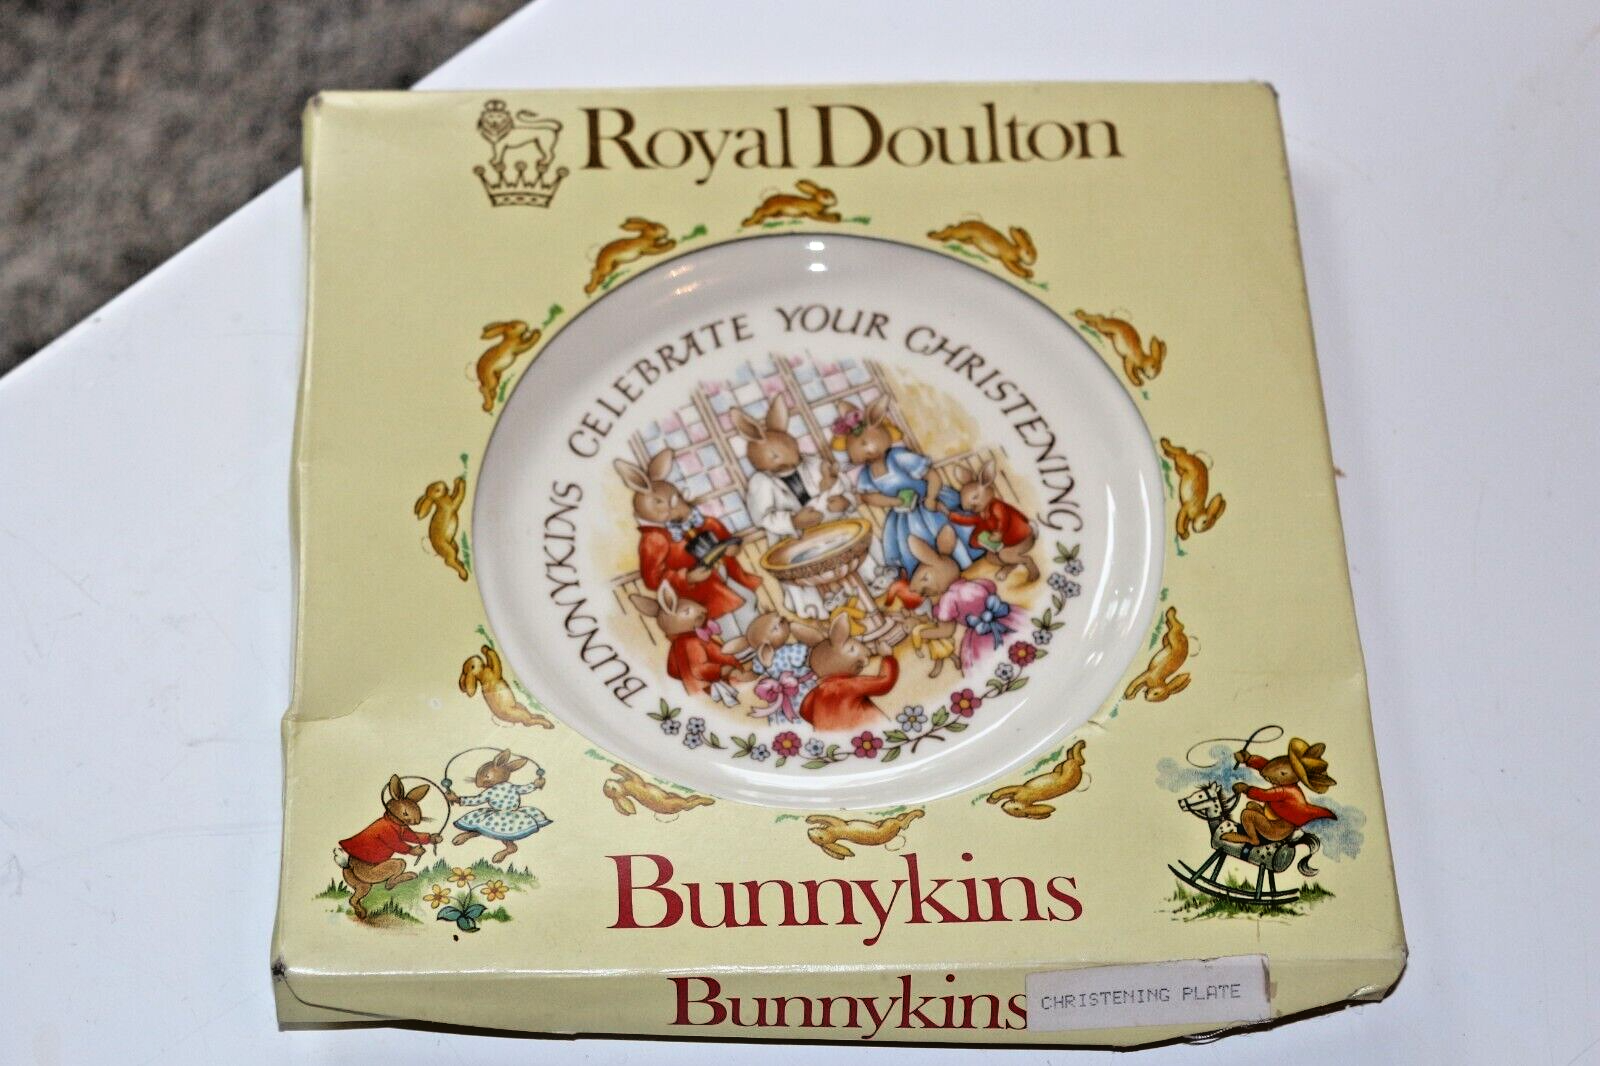 Royal Doulton
BUNNYKINS CELEBRATE YOUR CHRISTENING
Bunnykins
Bunnykins
CHRISTENING PLATE